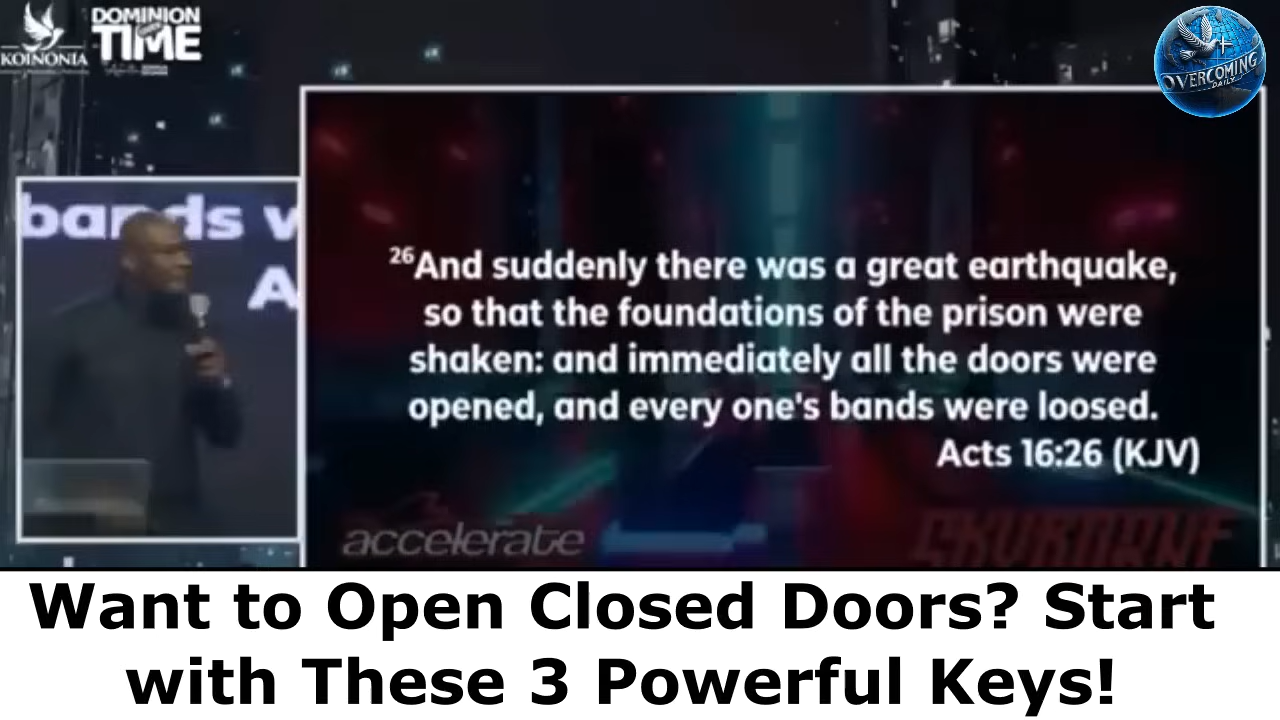 KOINONIA
DOMINION
TIME
OVERCOMING
DAILY
bands w
A
26And suddenly there was a great earthquake,
so that the foundations of the prison were
shaken: and immediately all the doors were
opened, and every one's bands were loosed.
Acts 16:26 (KJV)
accelerate
Want to Open Closed Doors? Start
with These 3 Powerful Keys!